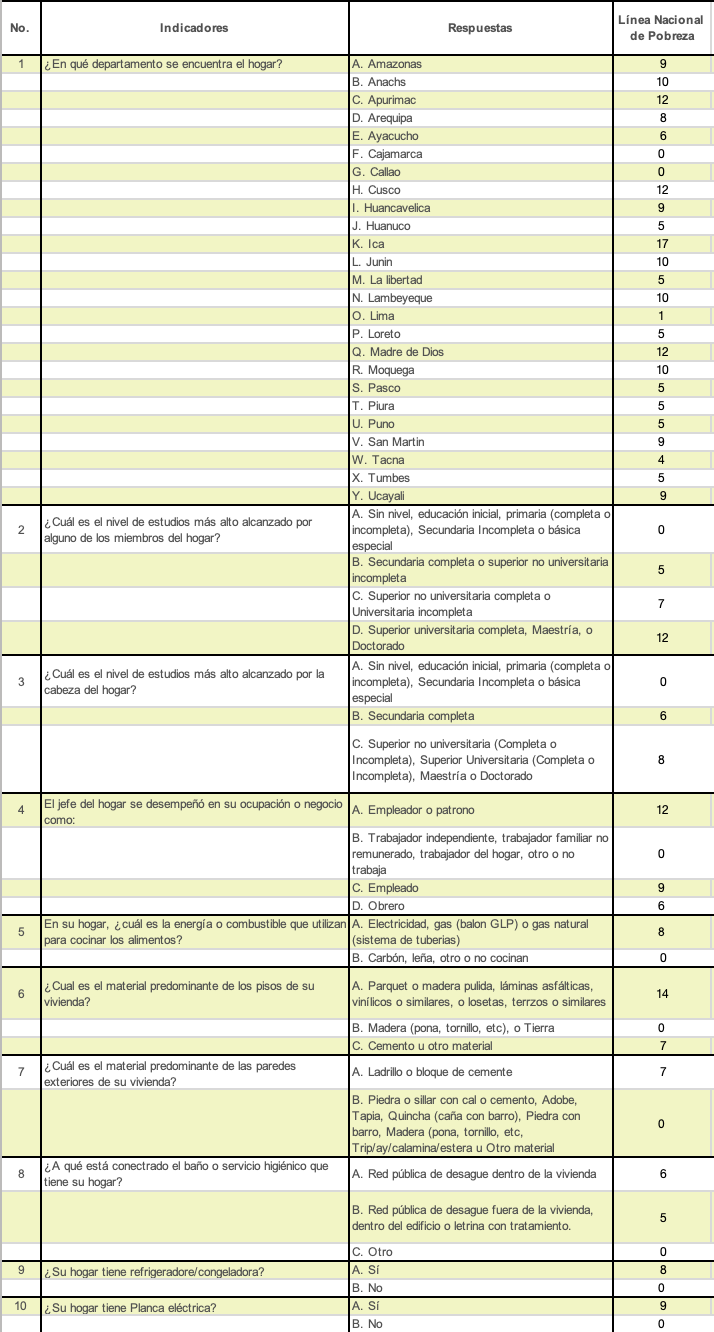 No. Indicadores Respuestas Línea Nacional de Pobreza
1 ¿En qué departamento se encuentra el hogar? A. Amazonas 9
B. Anachs 10
C. Apurimac 12
D. Arequipa 8
E. Ayacucho 6
F. Cajamarca 0
G. Callao 0
H. Cusco 12
I. Huancavelica 9
J. Huanuco 5
K. Ica 17
L. Junin 10
M. La libertad 5
N. Lambeyeque 10
O. Lima 1
P. Loreto 5
Q. Madre de Dios 12
R. Moquega 10
S. Pasco 5
T. Piura 5
U. Puno 5
V. San Martin 9
W. Tacna 4
X. Tumbes 5
Y. Ucayali 9
2 ¿Cuál es el nivel de estudios más alto alcanzado por
alguno de los miembros del hogar?
A. Sin nivel, educación inicial, primaria (completa o
incompleta), Secundaria Incompleta o básica
especial
0
B. Secundaria completa o superior no universitaria
incompleta
5
C. Superior no universitaria completa o
Universitaria incompleta
7
D. Superior universitaria completa, Maestría, o
Doctorado
12
3 ¿Cuál es el nivel de estudios más alto alcanzado por la
cabeza del hogar?
A. Sin nivel, educación inicial, primaria (completa o
incompleta), Secundaria Incompleta o básica
especial
0
B. Secundaria completa 6
C. Superior no universitaria (Completa o
Incompleta), Superior Universitaria (Completa o
Incompleta), Maestría o Doctorado
8
4 El jefe del hogar se desempeñó en su ocupación o negocio
como:
A. Empleador o patrono 12
B. Trabajador independiente, trabajador familiar no
remunerado, trabajador del hogar, otro o no
trabaja
0
C. Empleado 9
D. Obrero 6
5 En su hogar, ¿cuál es la energía o combustible que utilizan
para cocinar los alimentos?
A. Electricidad, gas (balon GLP) o gas natural
(sistema de tuberias)
8
B. Carbón, leña, otro o no cocinan 0
6 ¿Cual es el material predominante de los pisos de su
vivienda?
A. Parquet o madera pulida, láminas asfálticas,
vinílicos o similares, o losetas, terrzos o similares
14
B. Madera (pona, tornillo, etc), o Tierra 0
C. Cemento u otro material 7
7 ¿Cuál es el material predominante de las paredes
exteriores de su vivienda?
A. Ladrillo o bloque de cemente 7
B. Piedra o sillar con cal o cemento, Adobe,
Tapia, Quincha (caña con barro), Piedra con
barro, Madera (pona, tornillo, etc,
Trip/ay/calamina/estera u Otro material
0
8 ¿A qué está conectrado el baño o servicio higiénico que
tiene su hogar?
A. Red pública de desague dentro de la vivienda 6
B. Red pública de desague fuera de la vivienda,
dentro del edificio o letrina con tratamiento.
5
C. Otro 0
9 ¿Su hogar tiene refrigeradore/congeladora? A. Sí 8
B. No 0
10 ¿Su hogar tiene Planca eléctrica? A. Sí 9
B. No 0